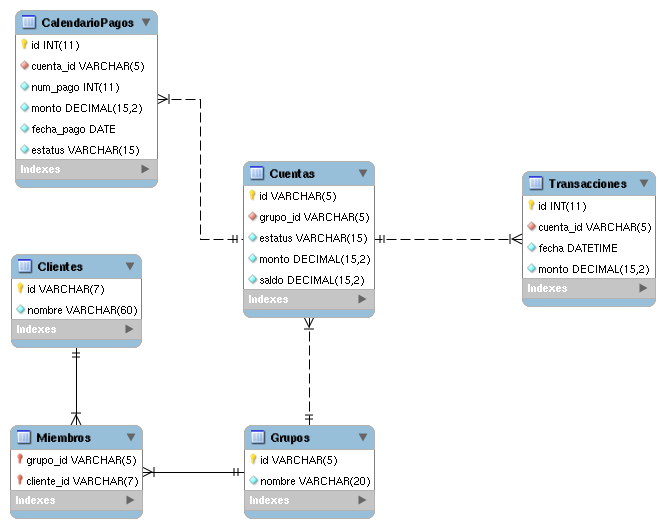 CalendarioPagos
id INT(11)
cuenta_id VARCHAR(5)
num_pago INT(11)
monto DECIMAL(15,2)
fecha_pago DATE
estatus VARCHAR(15)
Indexes
Cuentas
id VARCHAR(5)
grupo_id VARCHAR(5)
estatus VARCHAR(15)
monto DECIMAL(15,2)
saldo DECIMAL(15,2)
Indexes
Transacciones
id INT(11)
cuenta_id VARCHAR(5)
fecha DATETIME
monto DECIMAL(15,2)
Indexes
Clientes
id VARCHAR(7)
nombre VARCHAR(60)
Indexes
Miembros
grupo_id VARCHAR(5)
cliente_id VARCHAR(7)
Indexes
Grupos
id VARCHAR(5)
nombre VARCHAR(20)
Indexes